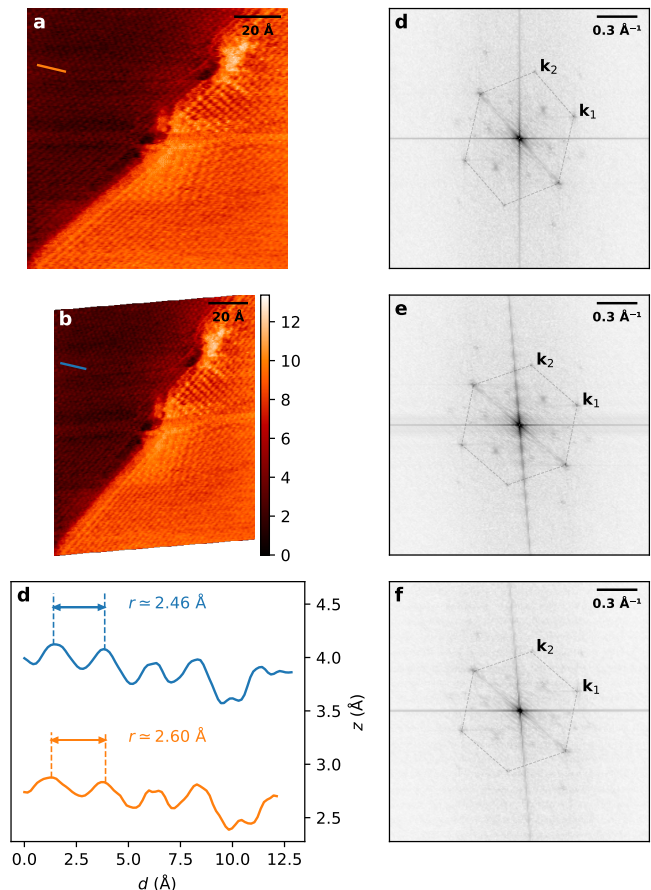 a
20 Å
d
0.3 Å⁻¹
k₂
k₁
b
20 Å
12
10
8
6
4
2
0
e
0.3 Å⁻¹
k₂
k₁
d
r ≃ 2.46 Å
r ≃ 2.60 Å
4.5
4.0
3.5
3.0
2.5
z (Å)
0.0 2.5 5.0 7.5 10.0 12.5
d (Å)
f
0.3 Å⁻¹
k₂
k₁